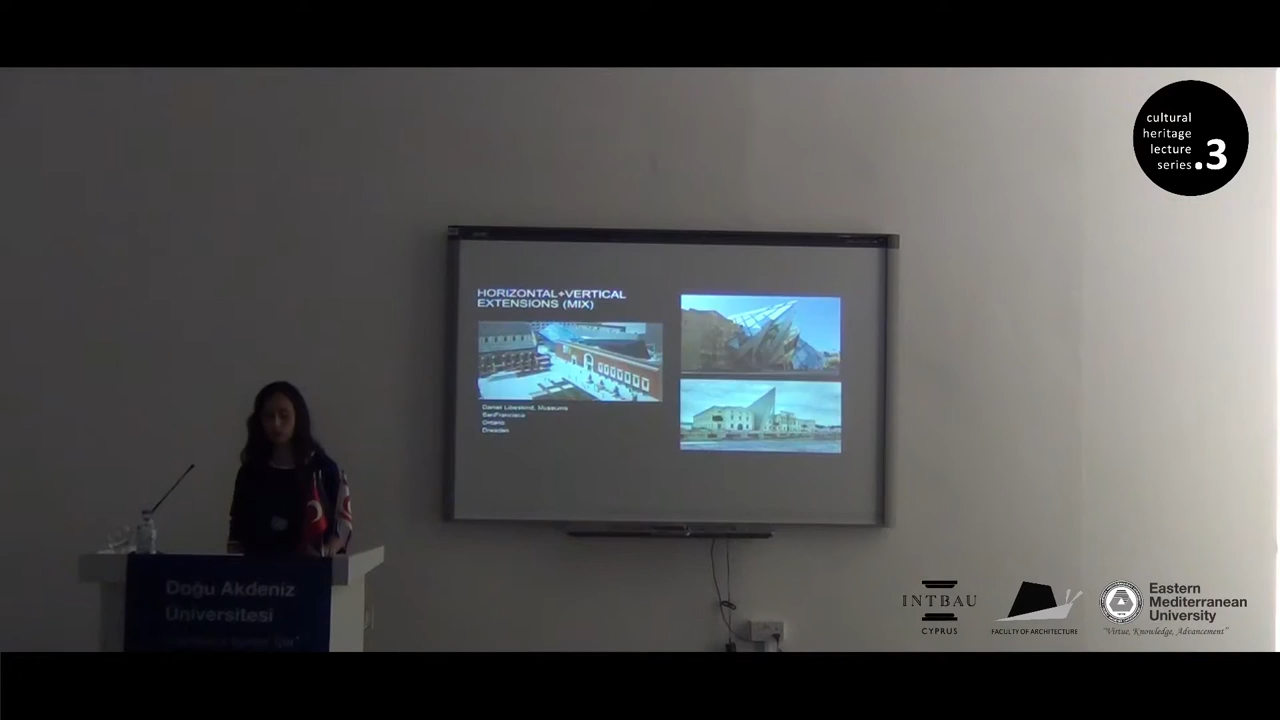 cultural
heritage
lecture
series .3
HORIZONTAL+VERTICAL
EXTENSIONS (MIX)
Daniel Libeskind, Museums
SanFrancisco
Ontario
Dresden
Doğu Akdeniz
Üniversitesi
INTBAU
CYPRUS
FACULTY OF ARCHITECTURE
Eastern
Mediterranean
University
"Virtue, Knowledge, Advancement"